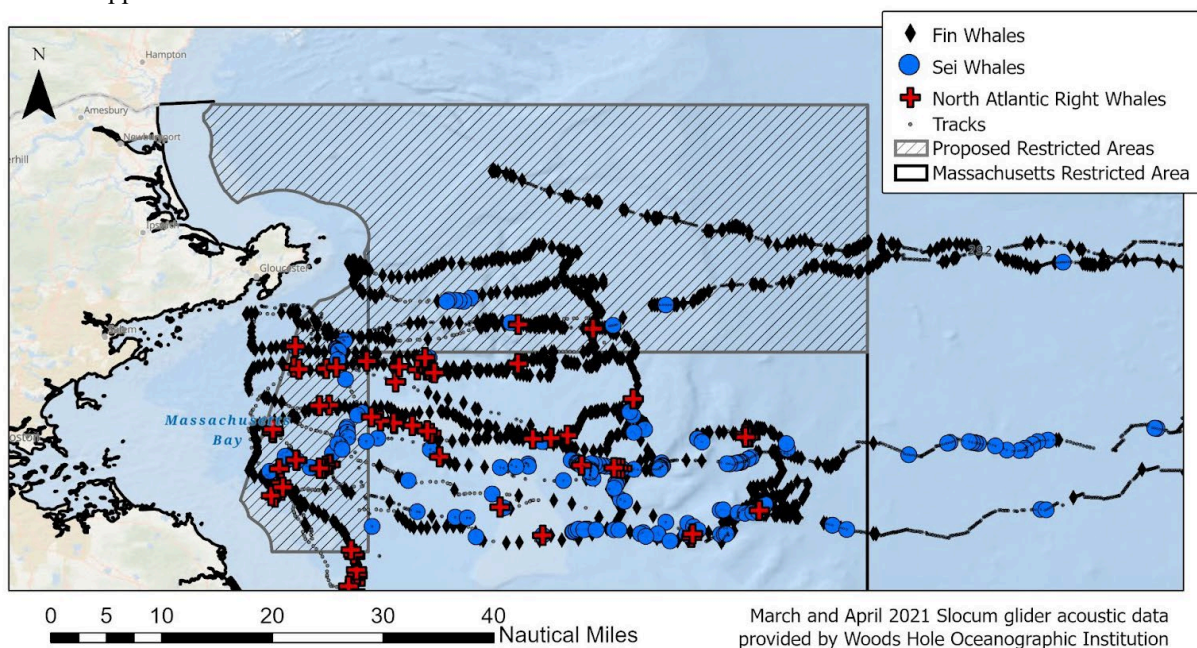 N
Hampton
Amesbury
Newburyport
Gloucester
Massachusetts
Bay
Fin Whales
Sei Whales
North Atlantic Right Whales
Tracks
Proposed Restricted Areas
Massachusetts Restricted Area
0 10 20 30 40
Nautical Miles
March and April 2021 Slocum glider acoustic data
provided by Woods Hole Oceanographic Institution